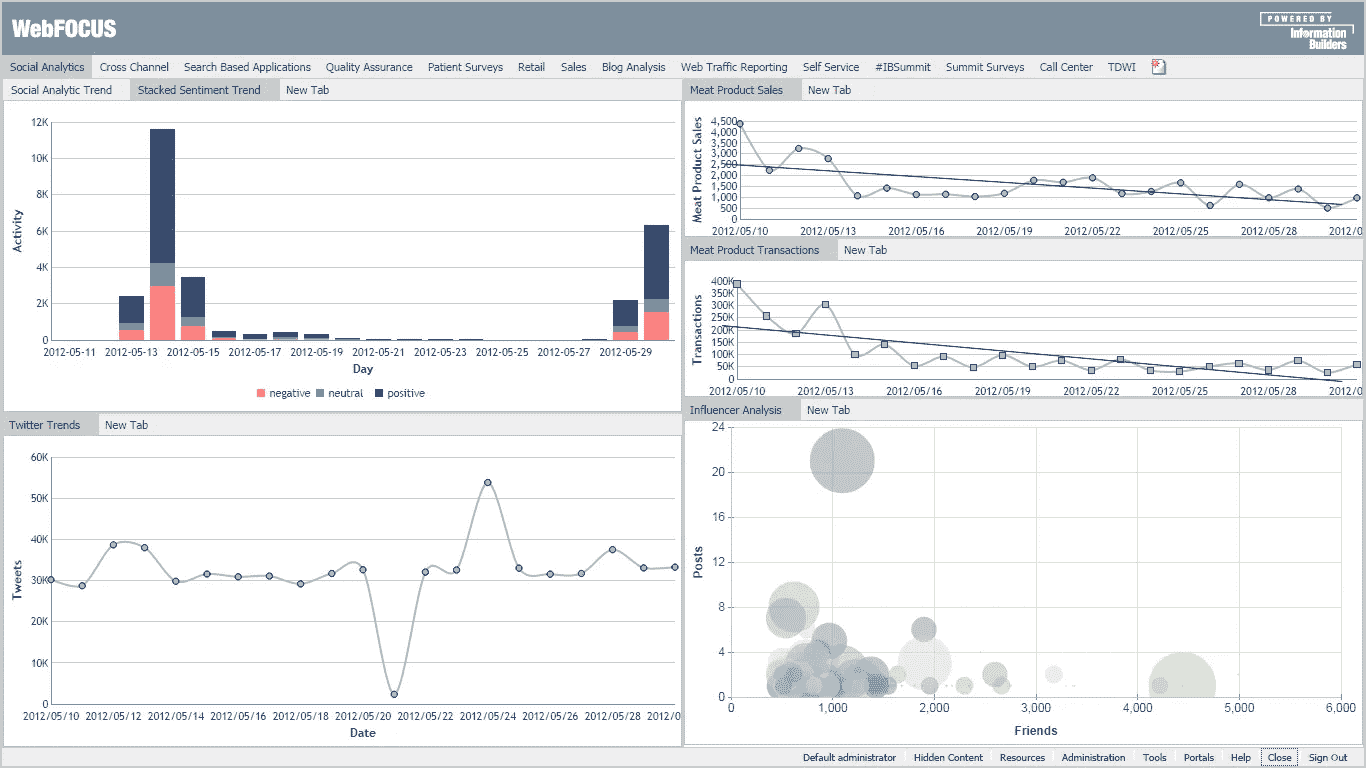 WebFOCUS
POWERED BY
Information
Builders
Social Analytics Cross Channel Search Based Applications Quality Assurance Patient Surveys Retail Sales Blog Analysis Web Traffic Reporting Self Service #IBSummit Summit Surveys Call Center TDWI
Social Analytic Trend Stacked Sentiment Trend New Tab
12K
10K
8K
6K
4K
2K
0
Activity
2012-05-11 2012-05-13 2012-05-15 2012-05-17 2012-05-19 2012-05-21 2012-05-23 2012-05-25 2012-05-27 2012-05-29
Day
negative neutral positive
Meat Product Sales New Tab
Meat Product Sales
4,500
4,000
3,500
3,000
2,500
2,000
1,500
1,000
500
0
2012/05/10 2012/05/13 2012/05/16 2012/05/19 2012/05/22 2012/05/25 2012/05/28 2012/0
Meat Product Transactions New Tab
Transactions
400K
350K
300K
250K
200K
150K
100K
50K
0
2012/05/10 2012/05/13 2012/05/16 2012/05/19 2012/05/22 2012/05/25 2012/05/28 2012/0
Twitter Trends New Tab
60K
50K
40K
30K
20K
10K
0
Tweets
2012/05/10 2012/05/12 2012/05/14 2012/05/16 2012/05/18 2012/05/20 2012/05/22 2012/05/24 2012/05/26 2012/05/28 2012/0
Date
Influencer Analysis New Tab
24
20
16
12
8
4
0
Posts
0 1,000 2,000 3,000 4,000 5,000 6,000
Friends
Default administrator Hidden Content Resources Administration Tools Portals Help Close Sign Out